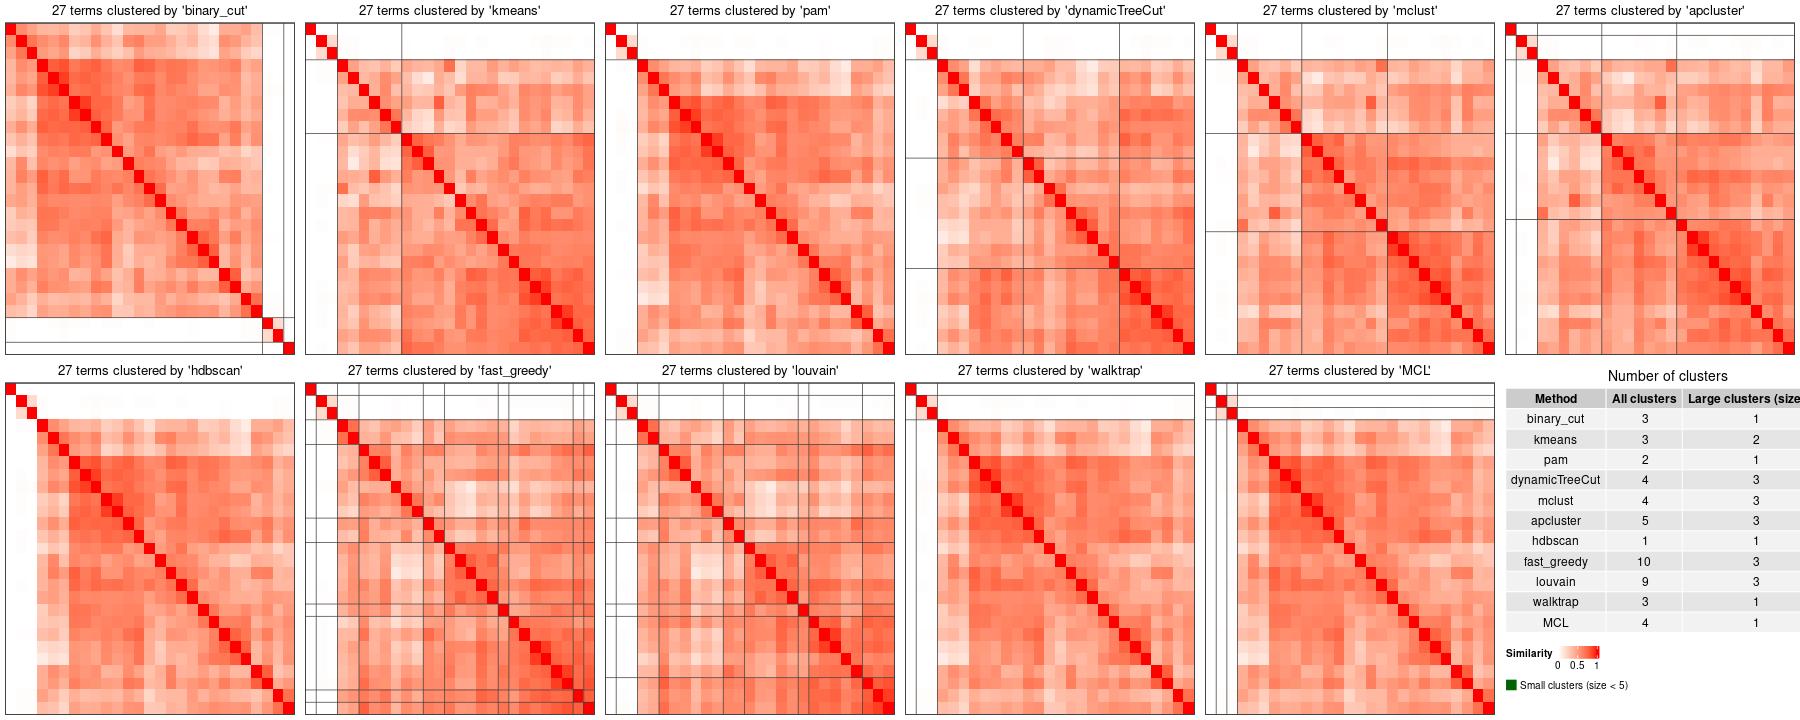 27 terms clustered by 'binary_cut'
27 terms clustered by 'kmeans'
27 terms clustered by 'pam'
27 terms clustered by 'dynamicTreeCut'
27 terms clustered by 'mclust'
27 terms clustered by 'apcluster'
27 terms clustered by 'hdbscan'
27 terms clustered by 'fast_greedy'
27 terms clustered by 'louvain'
27 terms clustered by 'walktrap'
27 terms clustered by 'MCL'
Number of clusters
Method All clusters Large clusters (size
binary_cut 3 1
kmeans 3 2
pam 2 1
dynamicTreeCut 4 3
mclust 4 3
apcluster 5 3
hdbscan 1 1
fast_greedy 10 3
louvain 9 3
walktrap 3 1
MCL 4 1
Similarity
0 0.5 1
Small clusters (size < 5)